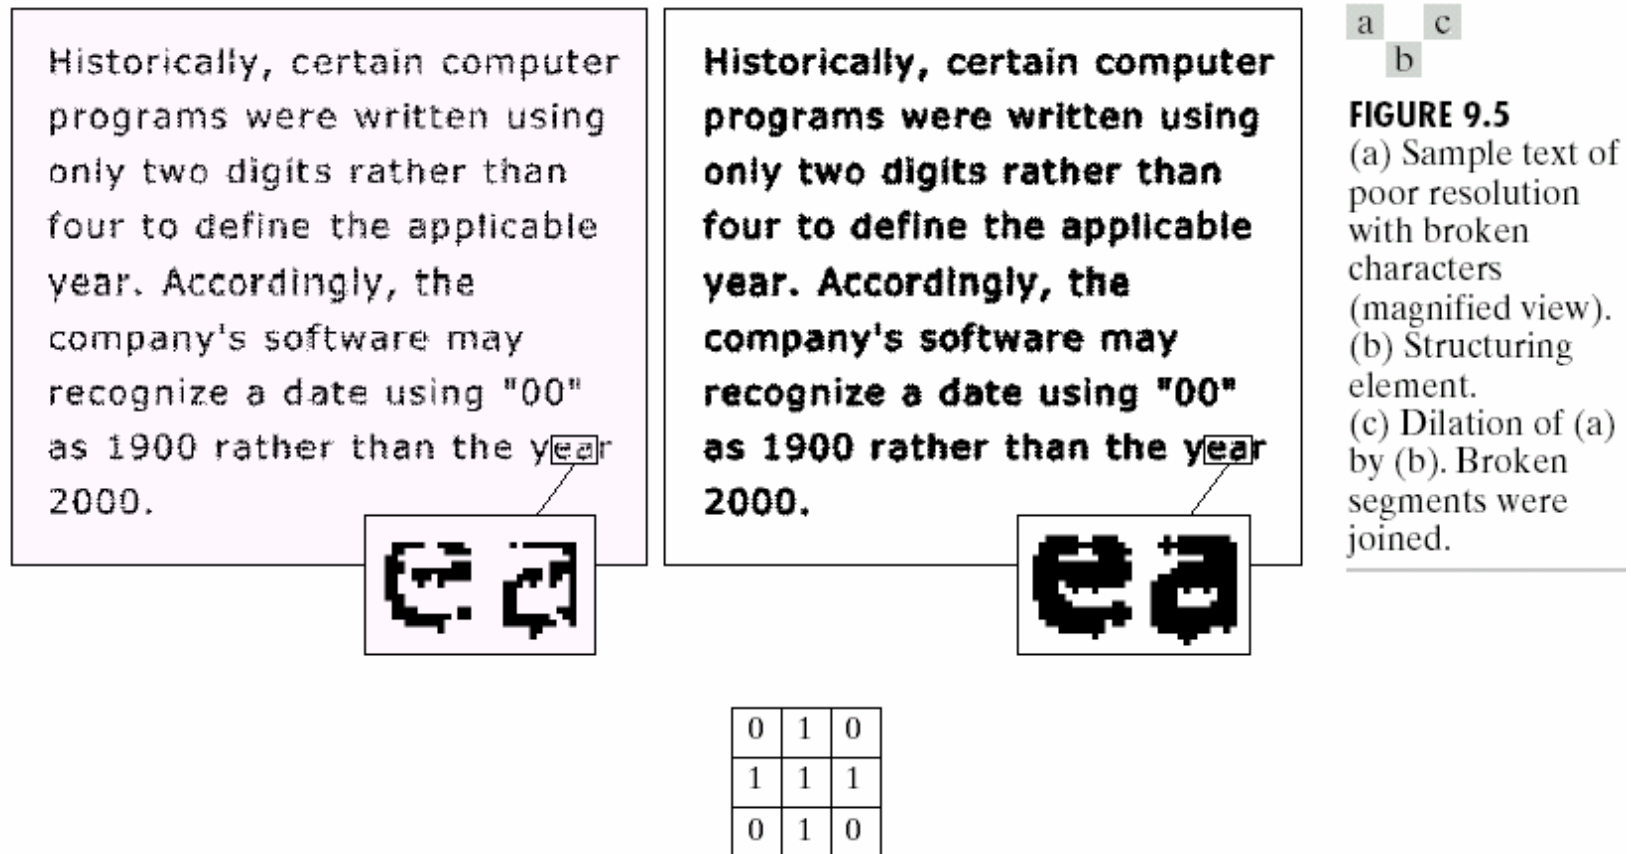 Historically, certain computer
programs were written using
only two digits rather than
four to define the applicable
year. Accordingly, the
company's software may
recognize a date using "00"
as 1900 rather than the year
2000.
e a
Historically, certain computer
programs were written using
only two digits rather than
four to define the applicable
year. Accordingly, the
company's software may
recognize a date using "00"
as 1900 rather than the year
2000.
e a
0 1 0
1 1 1
0 1 0
a c
b
FIGURE 9.5
(a) Sample text of
poor resolution
with broken
characters
(magnified view).
(b) Structuring
element.
(c) Dilation of (a)
by (b). Broken
segments were
joined.